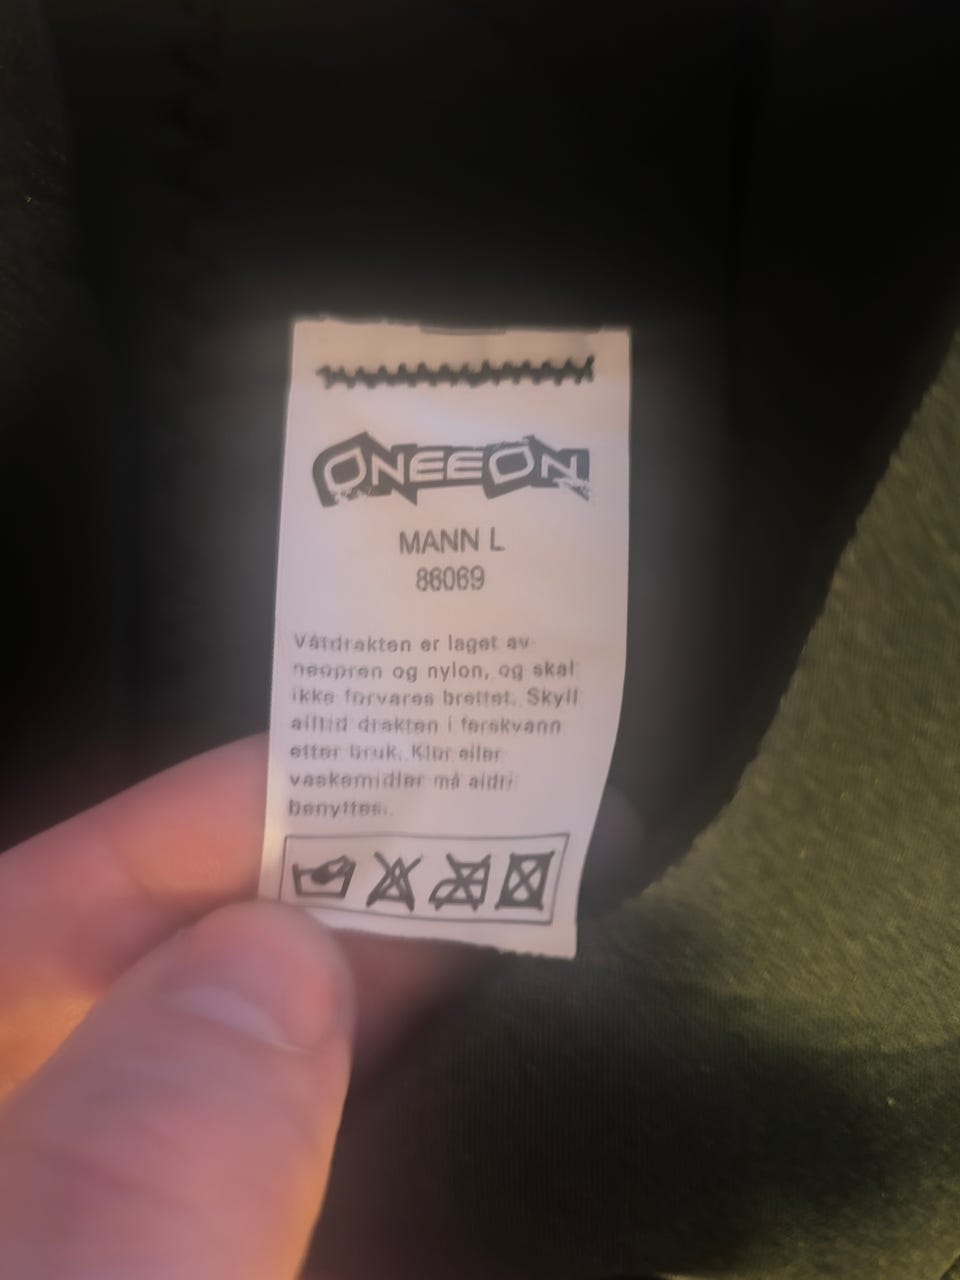 ONEEON
MANN L
86069
Våtdrakten er laget av
neopren og nylon, og skal
ikke forvares brettet. Skyll
alltid drakten i ferskvann
etter bruk. Klor eller
vaskemidler må aldri
benyttes.